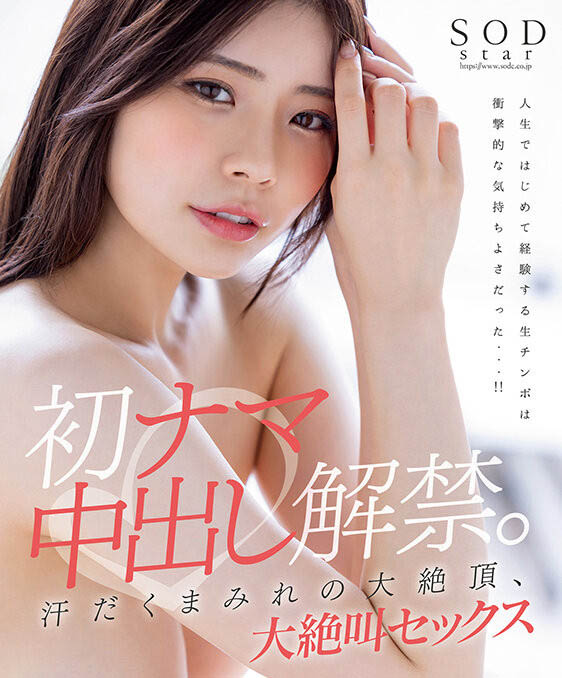 SOD
star
https://www.sodc.co.jp
人生ではじめて経験する生チンポは
衝撃的な気持ちよさだった・・・!!
初ナマ
中出し解禁。
汗だくまみれの大絶頂、
大絶叫セックス